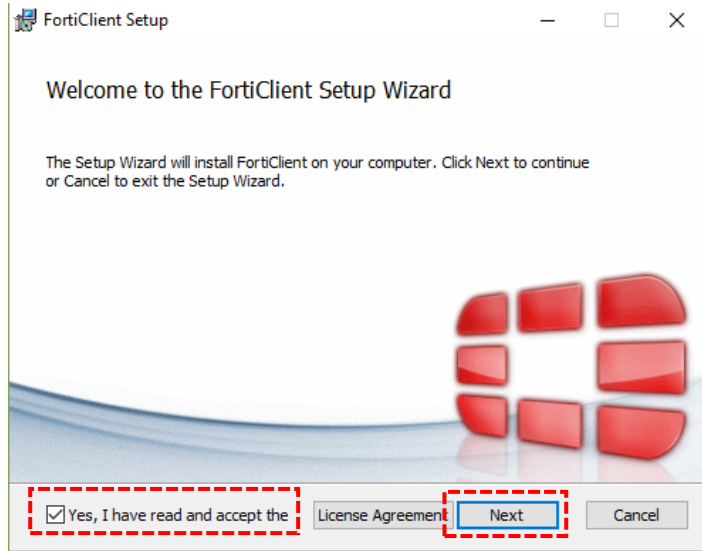 FortiClient Setup
Welcome to the FortiClient Setup Wizard
The Setup Wizard will install FortiClient on your computer. Click Next to continue
or Cancel to exit the Setup Wizard.
Yes, I have read and accept the License Agreement Next Cancel